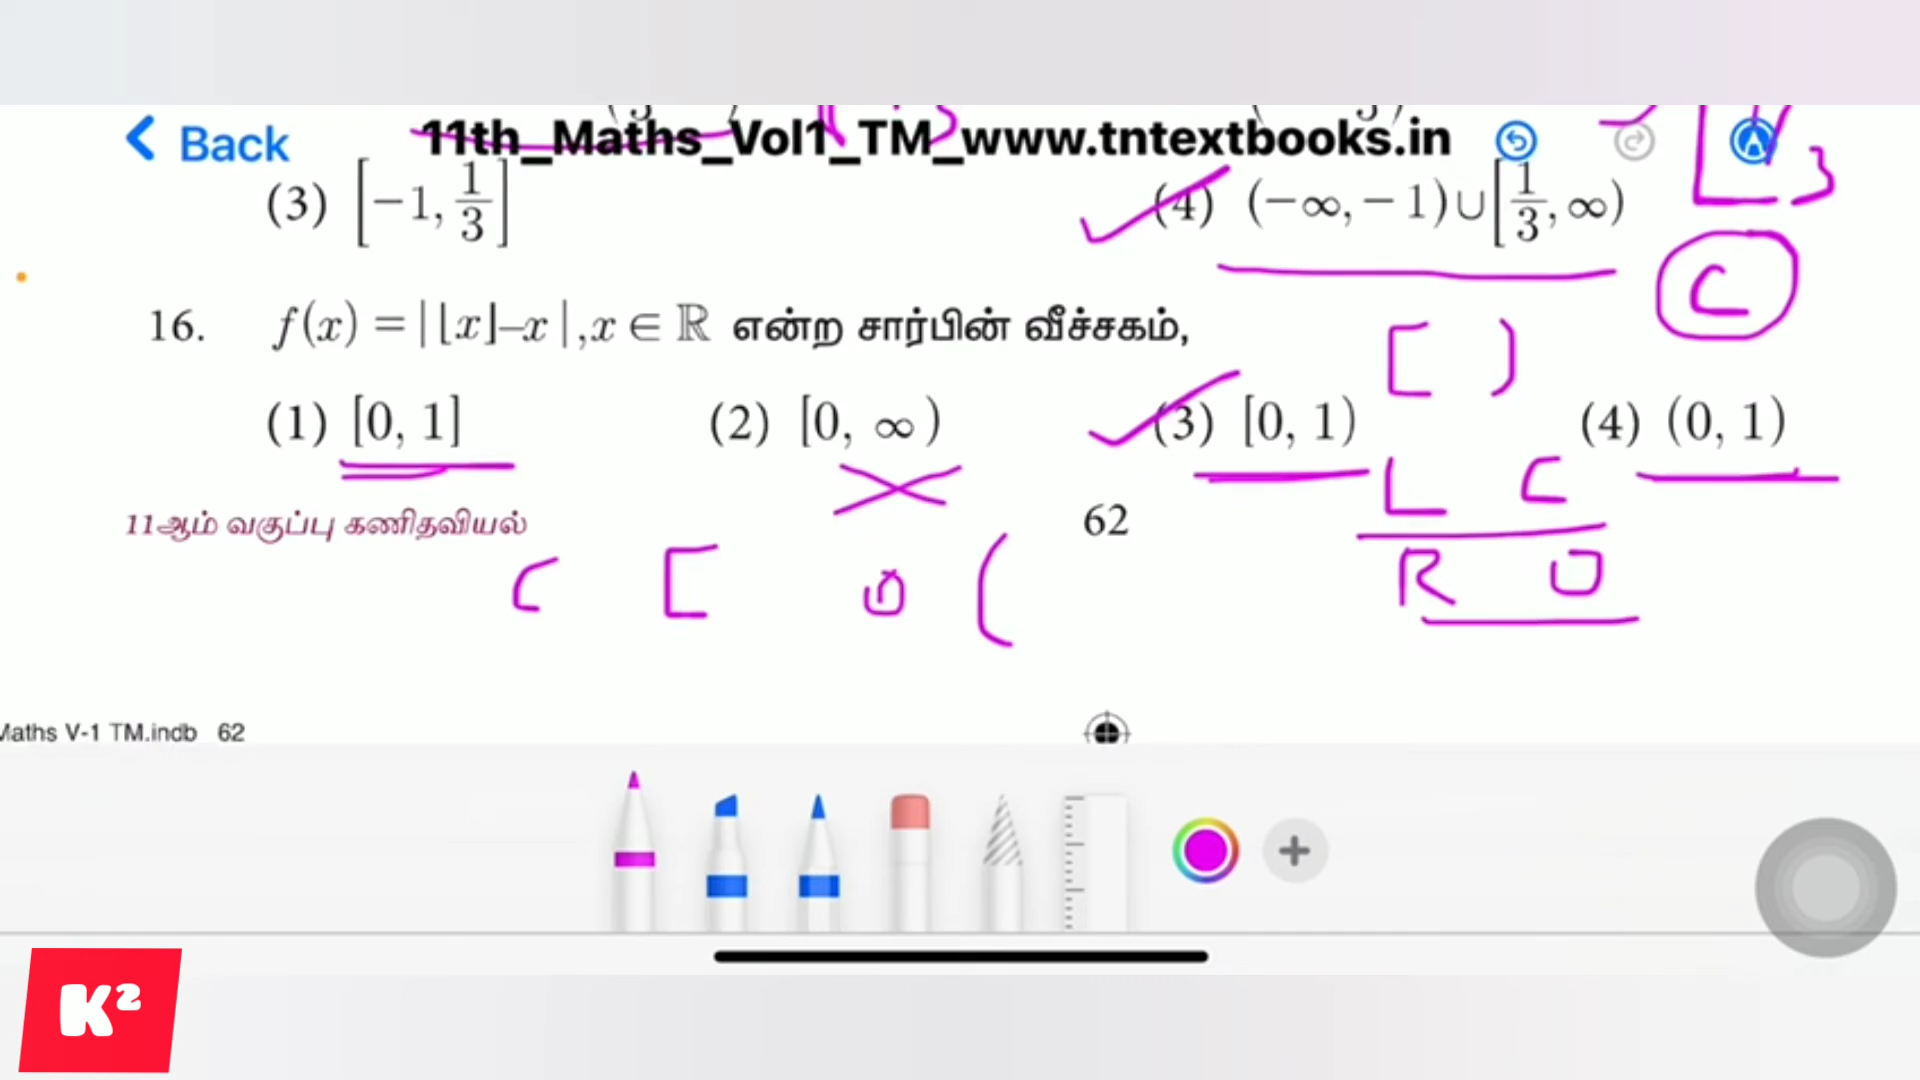 Back 11th_Maths_Vol1_TM_www.tntextbooks.in
(3) [−1, 1/3] (4) (−∞, −1)∪[1/3, ∞)
C
16. f(x) = |⌊x⌋–x|, x ∈ ℝ என்ற சார்பின் வீச்சகம், [ )
(1) [0, 1] (2) [0, ∞) (3) [0, 1) (4) (0, 1)
L C
11ஆம் வகுப்பு கணிதவியல் 62
R O
C [ (
Maths V-1 TM.indb 62
K²